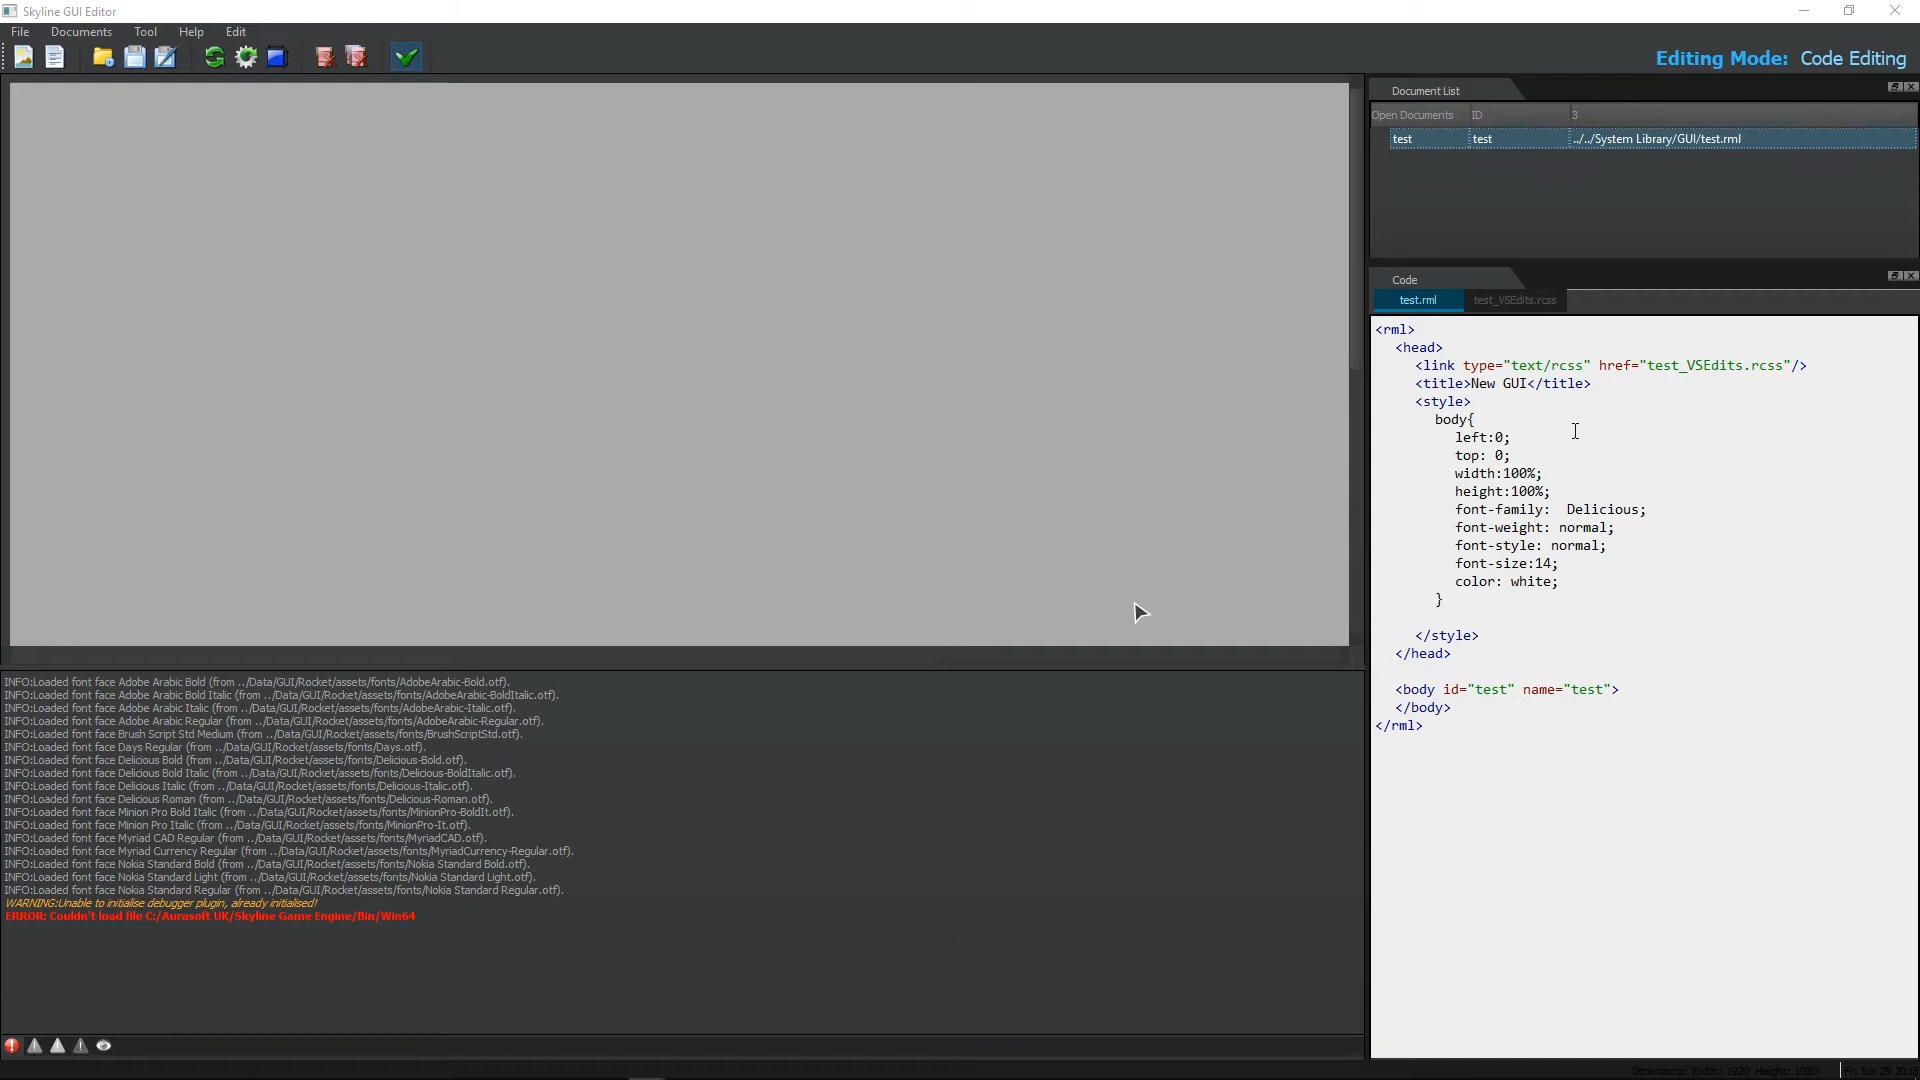 Skyline GUI Editor
File Documents Tool Help Edit
Editing Mode: Code Editing
Document List
Open Documents ID 3
test test ../../System Library/GUI/test.rml
Code
test.rml test_VSEdits.rcss
<rml>
<head>
<link type="text/rcss" href="test_VSEdits.rcss"/>
<title>New GUI</title>
<style>
body{
left:0;
top: 0;
width:100%;
height:100%;
font-family:  Delicious;
font-weight: normal;
font-style: normal;
font-size:14;
color: white;
}
</style>
</head>
<body id="test" name="test">
</body>
</rml>
INFO:Loaded font face Adobe Arabic Bold (from ../Data/GUI/Rocket/assets/fonts/AdobeArabic-Bold.otf).
INFO:Loaded font face Adobe Arabic Bold Italic (from ../Data/GUI/Rocket/assets/fonts/AdobeArabic-BoldItalic.otf).
INFO:Loaded font face Adobe Arabic Italic (from ../Data/GUI/Rocket/assets/fonts/AdobeArabic-Italic.otf).
INFO:Loaded font face Adobe Arabic Regular (from ../Data/GUI/Rocket/assets/fonts/AdobeArabic-Regular.otf).
INFO:Loaded font face Brush Script Std Medium (from ../Data/GUI/Rocket/assets/fonts/BrushScriptStd.otf).
INFO:Loaded font face Days Regular (from ../Data/GUI/Rocket/assets/fonts/Days.otf).
INFO:Loaded font face Delicious Bold (from ../Data/GUI/Rocket/assets/fonts/Delicious-Bold.otf).
INFO:Loaded font face Delicious Bold Italic (from ../Data/GUI/Rocket/assets/fonts/Delicious-BoldItalic.otf).
INFO:Loaded font face Delicious Italic (from ../Data/GUI/Rocket/assets/fonts/Delicious-Italic.otf).
INFO:Loaded font face Delicious Roman (from ../Data/GUI/Rocket/assets/fonts/Delicious-Roman.otf).
INFO:Loaded font face Minion Pro Bold Italic (from ../Data/GUI/Rocket/assets/fonts/MinionPro-BoldIt.otf).
INFO:Loaded font face Minion Pro Italic (from ../Data/GUI/Rocket/assets/fonts/MinionPro-It.otf).
INFO:Loaded font face Myriad CAD Regular (from ../Data/GUI/Rocket/assets/fonts/MyriadCAD.otf).
INFO:Loaded font face Myriad Currency Regular (from ../Data/GUI/Rocket/assets/fonts/MyriadCurrency-Regular.otf).
INFO:Loaded font face Nokia Standard Bold (from ../Data/GUI/Rocket/assets/fonts/Nokia Standard Bold.otf).
INFO:Loaded font face Nokia Standard Light (from ../Data/GUI/Rocket/assets/fonts/Nokia Standard Light.otf).
INFO:Loaded font face Nokia Standard Regular (from ../Data/GUI/Rocket/assets/fonts/Nokia Standard Regular.otf).
WARNING:Unable to initialise debugger plugin, already initialised!
ERROR: Couldn't load file C:/Aurasoft UK/Skyline Game Engine/Bin/Win64
Width: 1920 Height: 1080 Fri Jun 29 2018